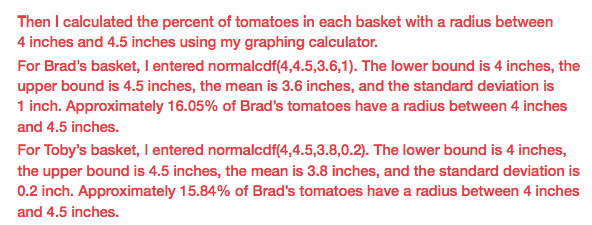 Then I calculated the percent of tomatoes in each basket with a radius between
4 inches and 4.5 inches using my graphing calculator.
For Brad’s basket, I entered normalcdf(4,4.5,3.6,1). The lower bound is 4 inches, the
upper bound is 4.5 inches, the mean is 3.6 inches, and the standard deviation is
1 inch. Approximately 16.05% of Brad’s tomatoes have a radius between 4 inches
and 4.5 inches.
For Toby’s basket, I entered normalcdf(4,4.5,3.8,0.2). The lower bound is 4 inches,
the upper bound is 4.5 inches, the mean is 3.8 inches, and the standard deviation is
0.2 inch. Approximately 15.84% of Brad’s tomatoes have a radius between 4 inches
and 4.5 inches.